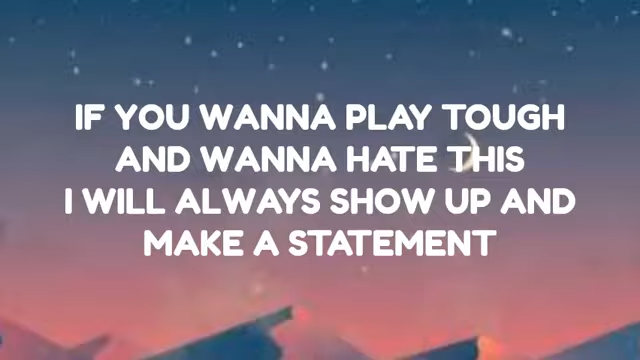 IF YOU WANNA PLAY TOUGH
AND WANNA HATE THIS
I WILL ALWAYS SHOW UP AND
MAKE A STATEMENT